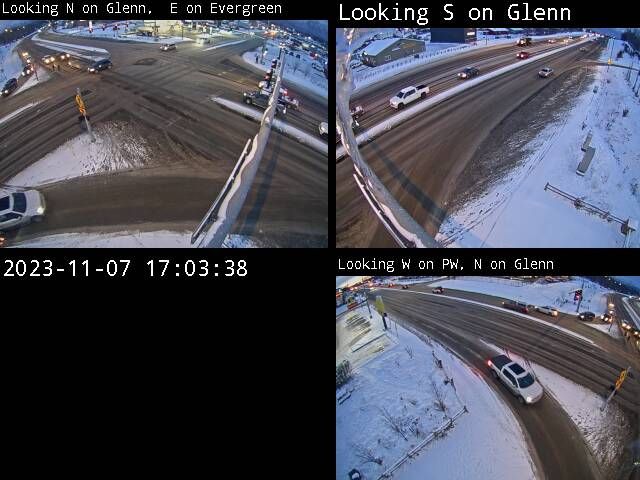 Looking N on Glenn, E on Evergreen
Looking S on Glenn
2023-11-07 17:03:38
Looking W on PW, N on Glenn